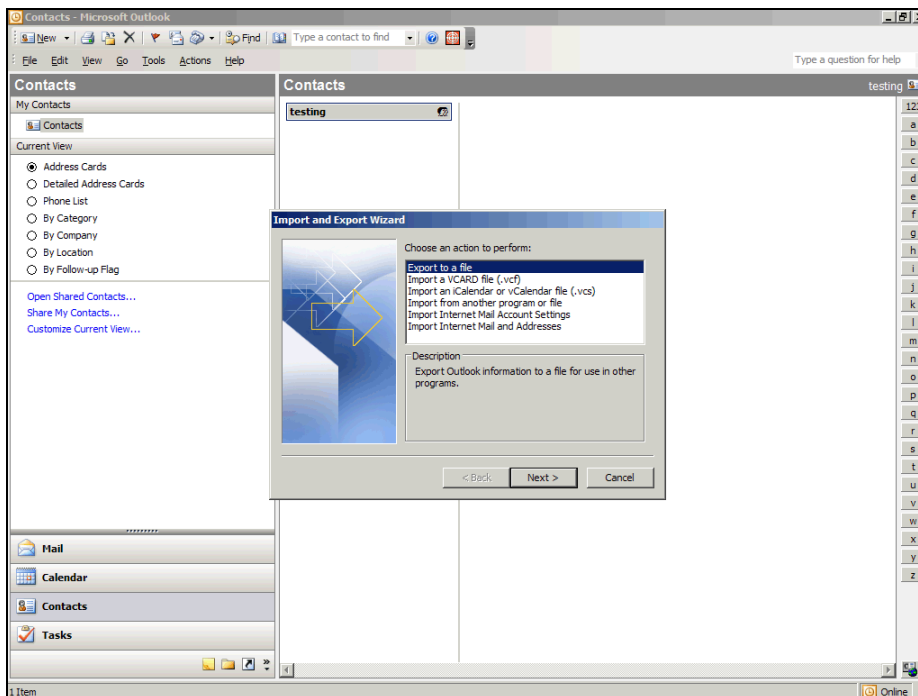 Contacts - Microsoft Outlook
New Find Type a contact to find
File Edit View Go Tools Actions Help Type a question for help
Contacts
My Contacts
Contacts
Current View
Address Cards
Detailed Address Cards
Phone List
By Category
By Company
By Location
By Follow-up Flag
Open Shared Contacts...
Share My Contacts...
Customize Current View...
Mail
Calendar
Contacts
Tasks
Contacts testing
testing
Import and Export Wizard
Choose an action to perform:
Export to a file
Import a VCARD file (.vcf)
Import an iCalendar or vCalendar file (.vcs)
Import from another program or file
Import Internet Mail Account Settings
Import Internet Mail and Addresses
Description
Export Outlook information to a file for use in other
programs.
< Back Next > Cancel
12
a
b
c
d
e
f
g
h
i
j
k
l
m
n
o
p
q
r
s
t
u
v
w
x
y
z
1 Item Online